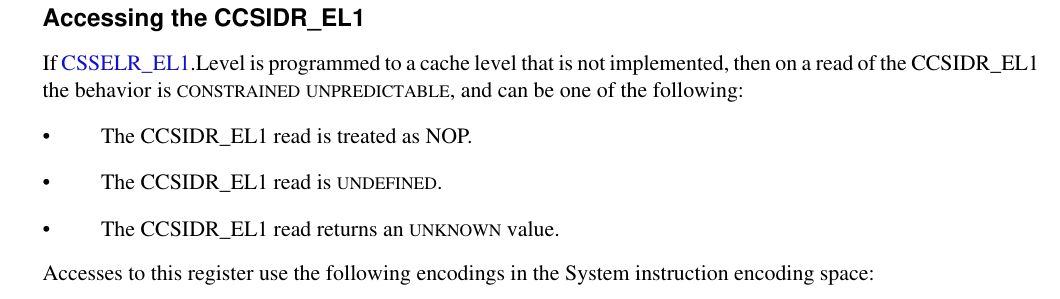 Accessing the CCSIDR_EL1
If CSSELR_EL1.Level is programmed to a cache level that is not implemented, then on a read of the CCSIDR_EL1
the behavior is CONSTRAINED UNPREDICTABLE, and can be one of the following:
• The CCSIDR_EL1 read is treated as NOP.
• The CCSIDR_EL1 read is UNDEFINED.
• The CCSIDR_EL1 read returns an UNKNOWN value.
Accesses to this register use the following encodings in the System instruction encoding space: